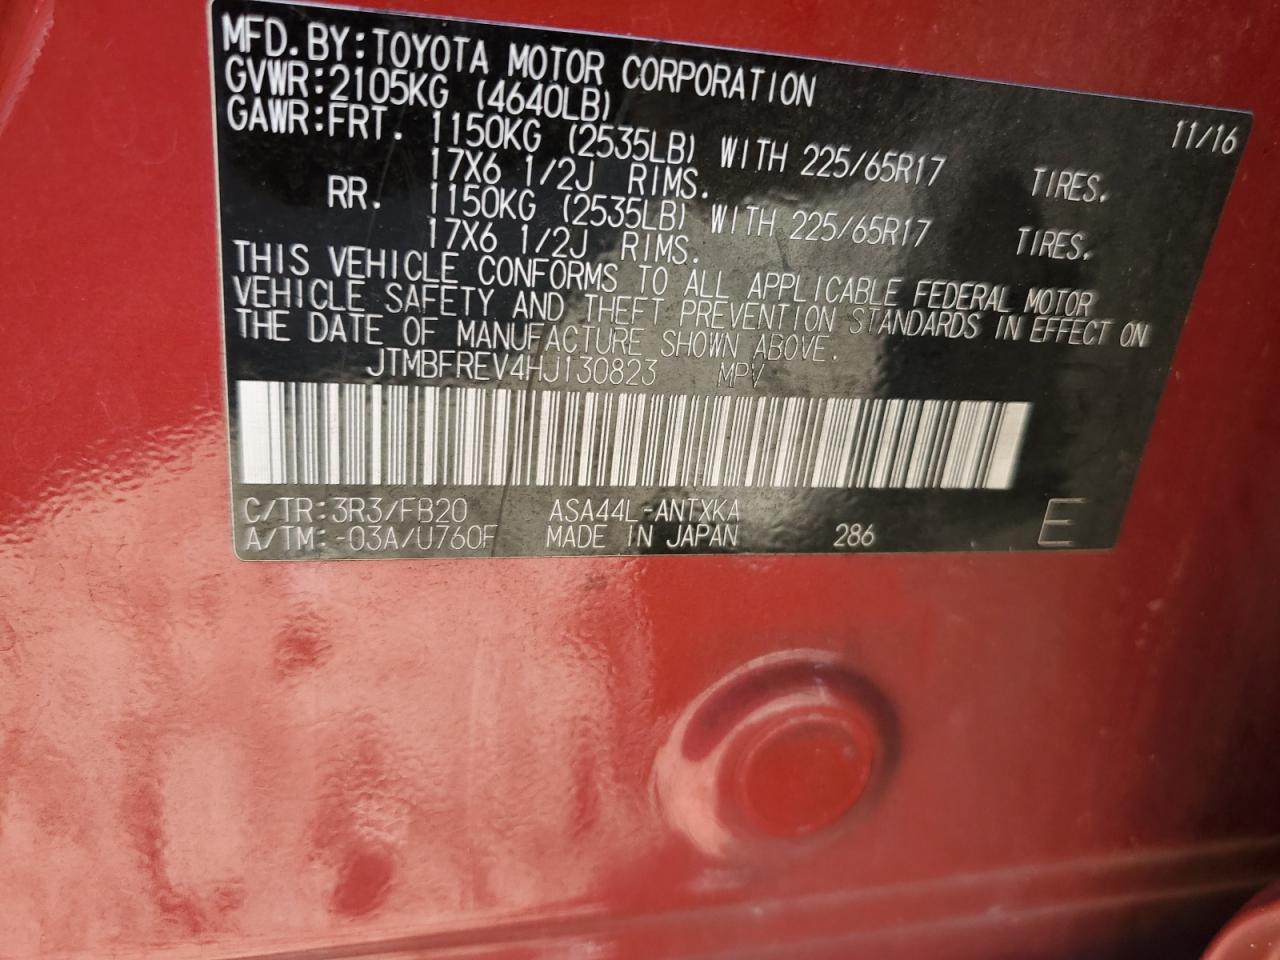 MFD.BY:TOYOTA MOTOR CORPORATION 11/16
GVWR:2105KG (4640LB)
GAWR:FRT. 1150KG (2535LB) WITH 225/65R17 TIRES.
17X6 1/2J RIMS.
RR. 1150KG (2535LB) WITH 225/65R17 TIRES.
17X6 1/2J RIMS.
THIS VEHICLE CONFORMS TO ALL APPLICABLE FEDERAL MOTOR
VEHICLE SAFETY AND THEFT PREVENTION STANDARDS IN EFFECT ON
THE DATE OF MANUFACTURE SHOWN ABOVE.
JTMBFREV4HJ130823 MPV
C/TR:3R3/FB20 ASA44L-ANTXKA
A/TM:-03A/U760F MADE IN JAPAN 286 E